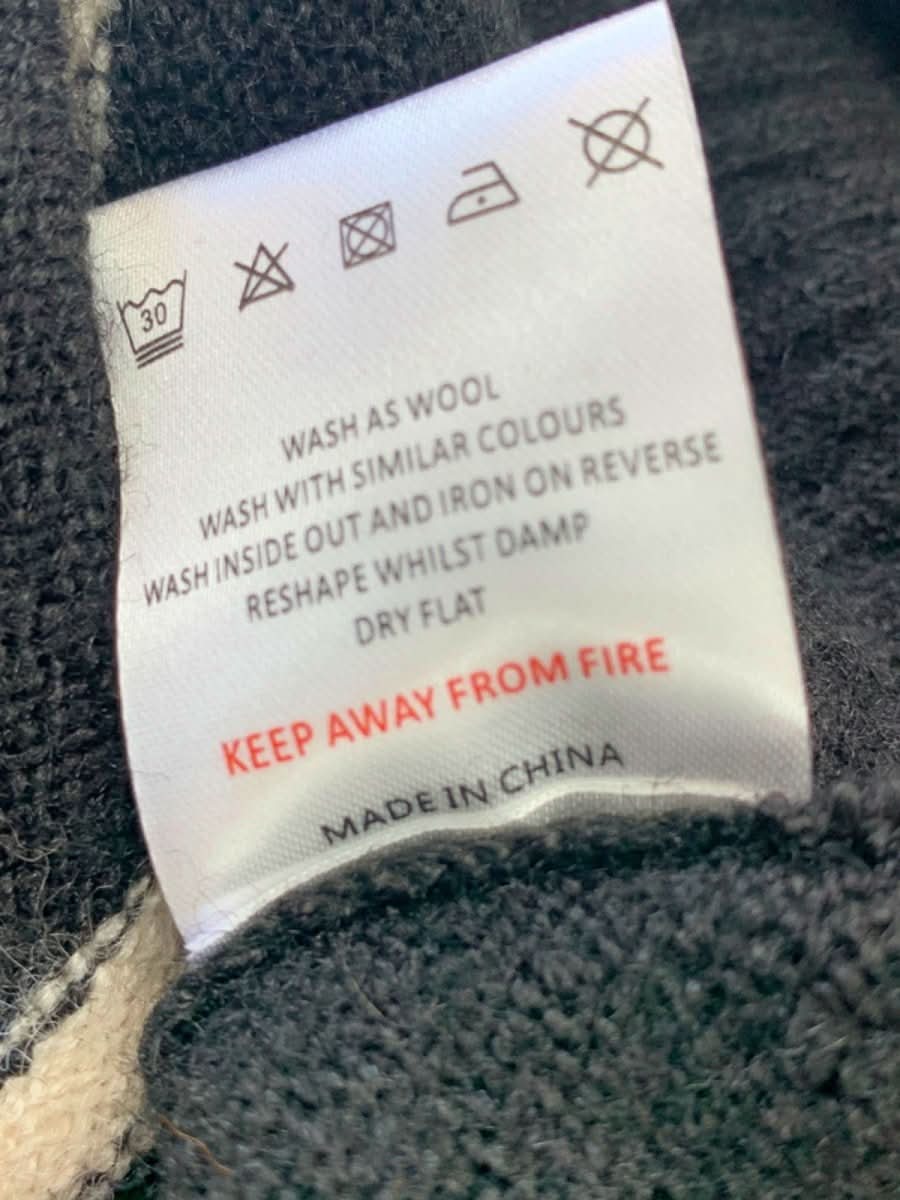 30
WASH AS WOOL
WASH WITH SIMILAR COLOURS
WASH INSIDE OUT AND IRON ON REVERSE
RESHAPE WHILST DAMP
DRY FLAT
KEEP AWAY FROM FIRE
MADE IN CHINA